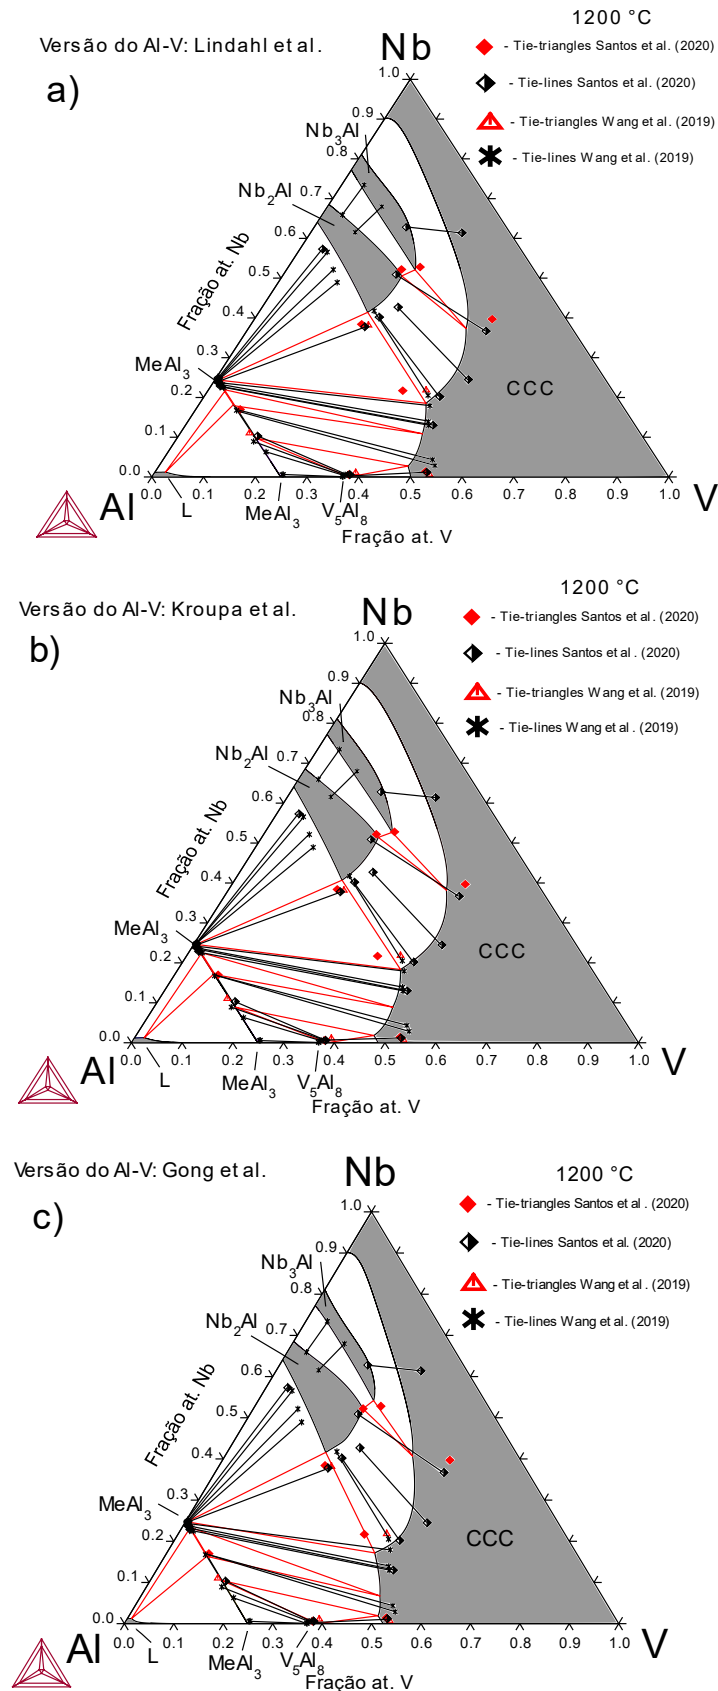 1200 °C
Versão do Al-V: Lindahl et al.
Nb
a)
- Tie-triangles Santos et al. (2020)
- Tie-lines Santos et al. (2020)
- Tie-triangles Wang et al. (2019)
- Tie-lines Wang et al. (2019)
1.0
0.9
Nb3Al
0.8
Nb2Al
0.7
0.6
0.5
Fração at. Nb
0.4
MeAl3
0.3
0.2
CCC
0.1
0.0
0.0 0.1 0.2 0.3 0.4 0.5 0.6 0.7 0.8 0.9 1.0
Al
L
MeAl3
V5Al8
V
Fração at. V
1200 °C
Versão do Al-V: Kroupa et al.
Nb
b)
- Tie-triangles Santos et al. (2020)
- Tie-lines Santos et al. (2020)
- Tie-triangles Wang et al. (2019)
- Tie-lines Wang et al. (2019)
1.0
0.9
Nb3Al
0.8
Nb2Al
0.7
0.6
0.5
Fração at. Nb
0.4
MeAl3
0.3
0.2
CCC
0.1
0.0
0.0 0.1 0.2 0.3 0.4 0.5 0.6 0.7 0.8 0.9 1.0
Al
L
MeAl3
V5Al8
V
Fração at. V
Versão do Al-V: Gong et al.
Nb
1200 °C
c)
- Tie-triangles Santos et al. (2020)
- Tie-lines Santos et al. (2020)
- Tie-triangles Wang et al. (2019)
- Tie-lines Wang et al. (2019)
1.0
0.9
Nb3Al
0.8
Nb2Al
0.7
0.6
0.5
Fração at. Nb
0.4
MeAl3
0.3
0.2
CCC
0.1
0.0
0.0 0.1 0.2 0.3 0.4 0.5 0.6 0.7 0.8 0.9 1.0
Al
L
MeAl3
V5Al8
V
Fração at. V